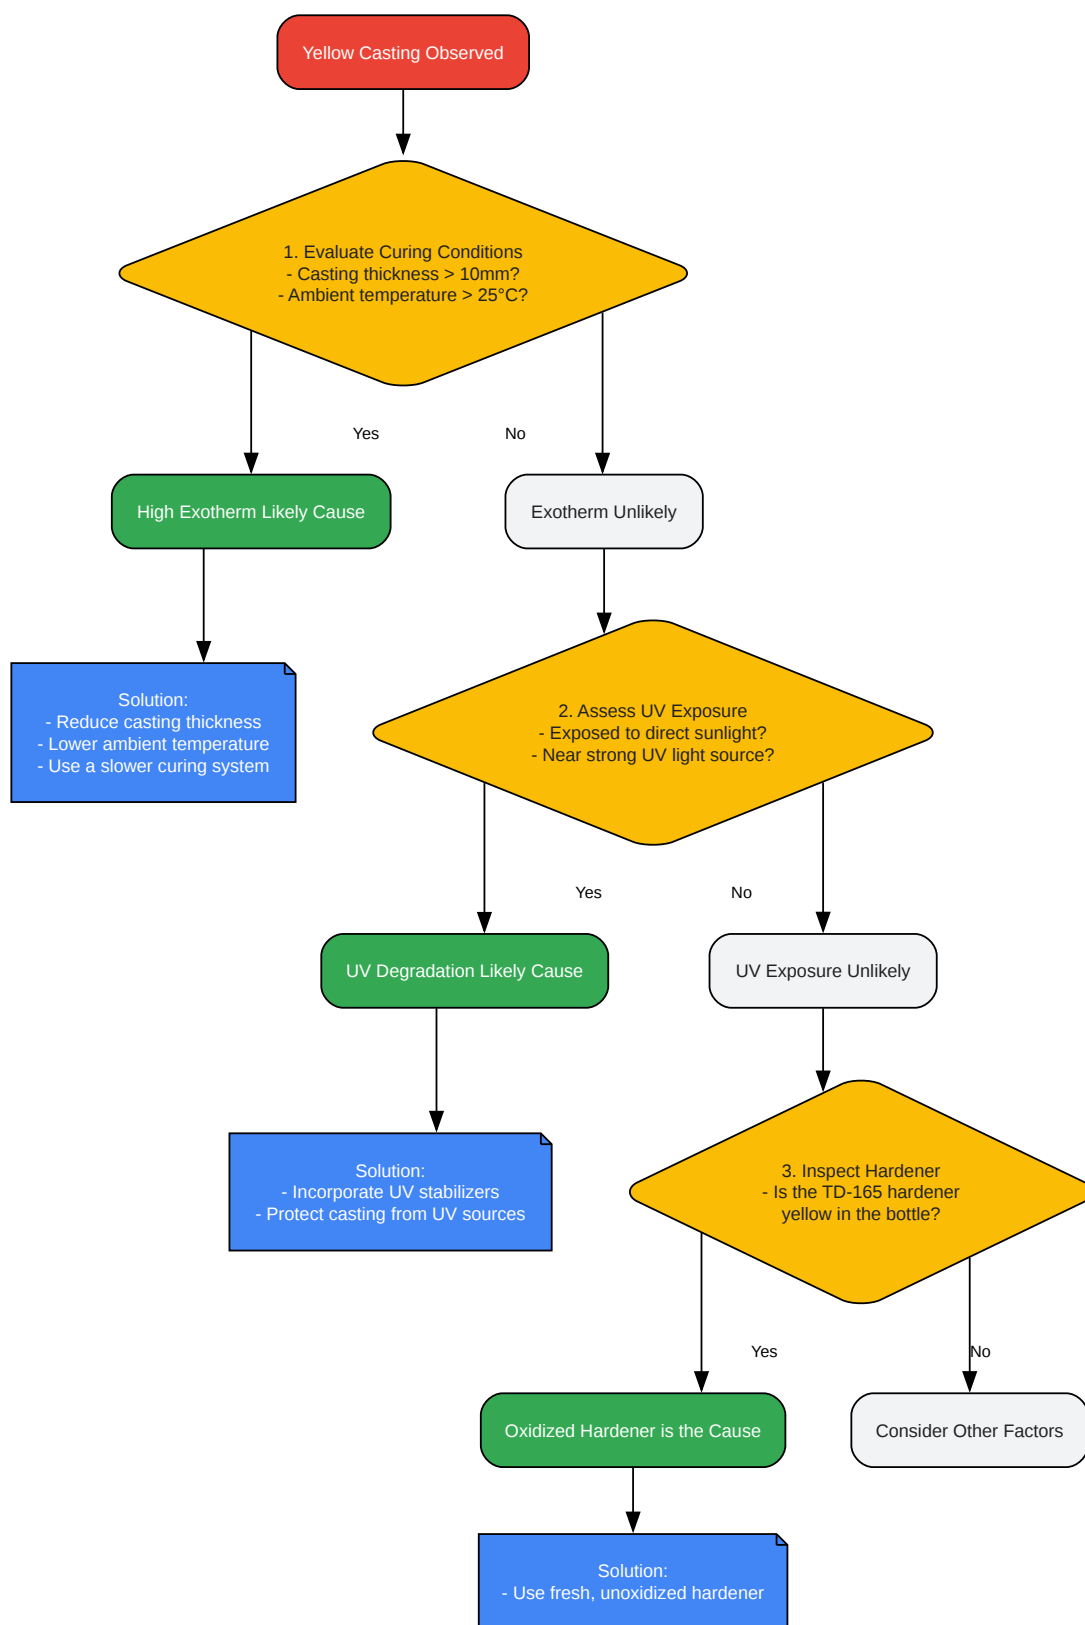 Yellow Casting Observed
1. Evaluate Curing Conditions
- Casting thickness > 10mm?
- Ambient temperature > 25°C?
Yes
No
High Exotherm Likely Cause
Exotherm Unlikely
Solution:
- Reduce casting thickness
- Lower ambient temperature
- Use a slower curing system
2. Assess UV Exposure
- Exposed to direct sunlight?
- Near strong UV light source?
Yes
No
UV Degradation Likely Cause
UV Exposure Unlikely
Solution:
- Incorporate UV stabilizers
- Protect casting from UV sources
3. Inspect Hardener
- Is the TD-165 hardener
yellow in the bottle?
Yes
No
Oxidized Hardener is the Cause
Consider Other Factors
Solution:
- Use fresh, unoxidized hardener